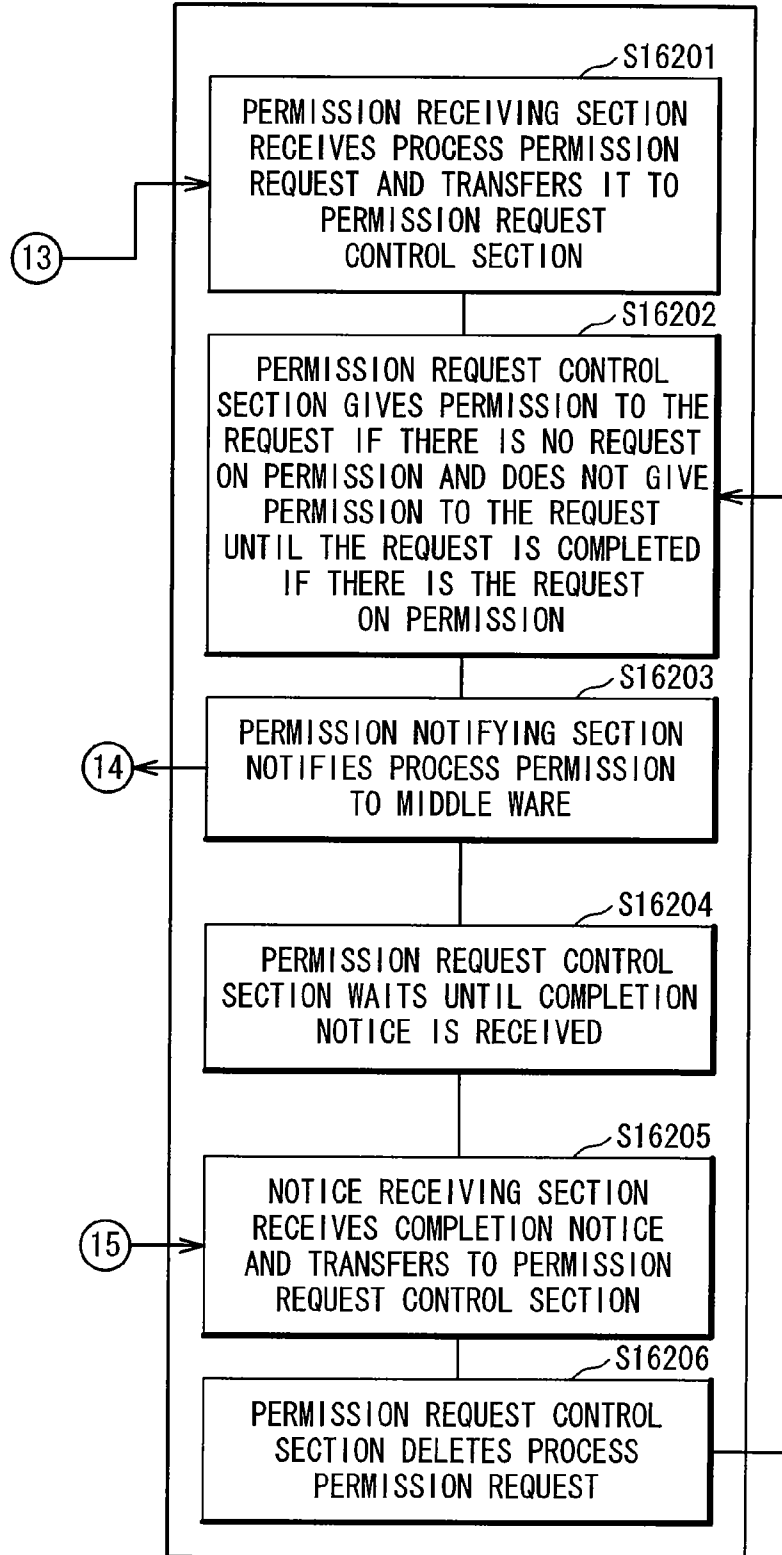 S16201
PERMISSION RECEIVING SECTION
RECEIVES PROCESS PERMISSION
REQUEST AND TRANSFERS IT TO
PERMISSION REQUEST
CONTROL SECTION
13
S16202
PERMISSION REQUEST CONTROL
SECTION GIVES PERMISSION TO THE
REQUEST IF THERE IS NO REQUEST
ON PERMISSION AND DOES NOT GIVE
PERMISSION TO THE REQUEST
UNTIL THE REQUEST IS COMPLETED
IF THERE IS THE REQUEST
ON PERMISSION
S16203
PERMISSION NOTIFYING SECTION
NOTIFIES PROCESS PERMISSION
TO MIDDLE WARE
14
S16204
PERMISSION REQUEST CONTROL
SECTION WAITS UNTIL COMPLETION
NOTICE IS RECEIVED
S16205
NOTICE RECEIVING SECTION
RECEIVES COMPLETION NOTICE
AND TRANSFERS TO PERMISSION
REQUEST CONTROL SECTION
15
S16206
PERMISSION REQUEST CONTROL
SECTION DELETES PROCESS
PERMISSION REQUEST